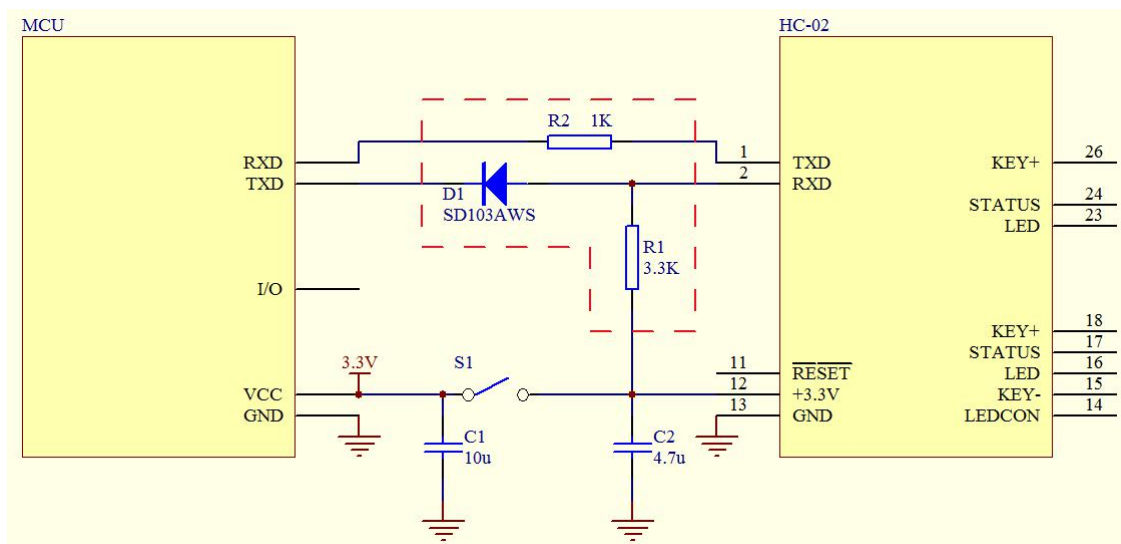 MCU
HC-02
R2 1K
RXD
1
TXD
KEY+
26
TXD
2
RXD
D1
SD103AWS
STATUS
24
LED
23
R1
3.3K
I/O
KEY+
18
STATUS
17
3.3V
S1
11
RESET
LED
16
VCC
12
+3.3V
KEY-
15
GND
13
GND
LEDCON
14
C1
10u
C2
4.7u